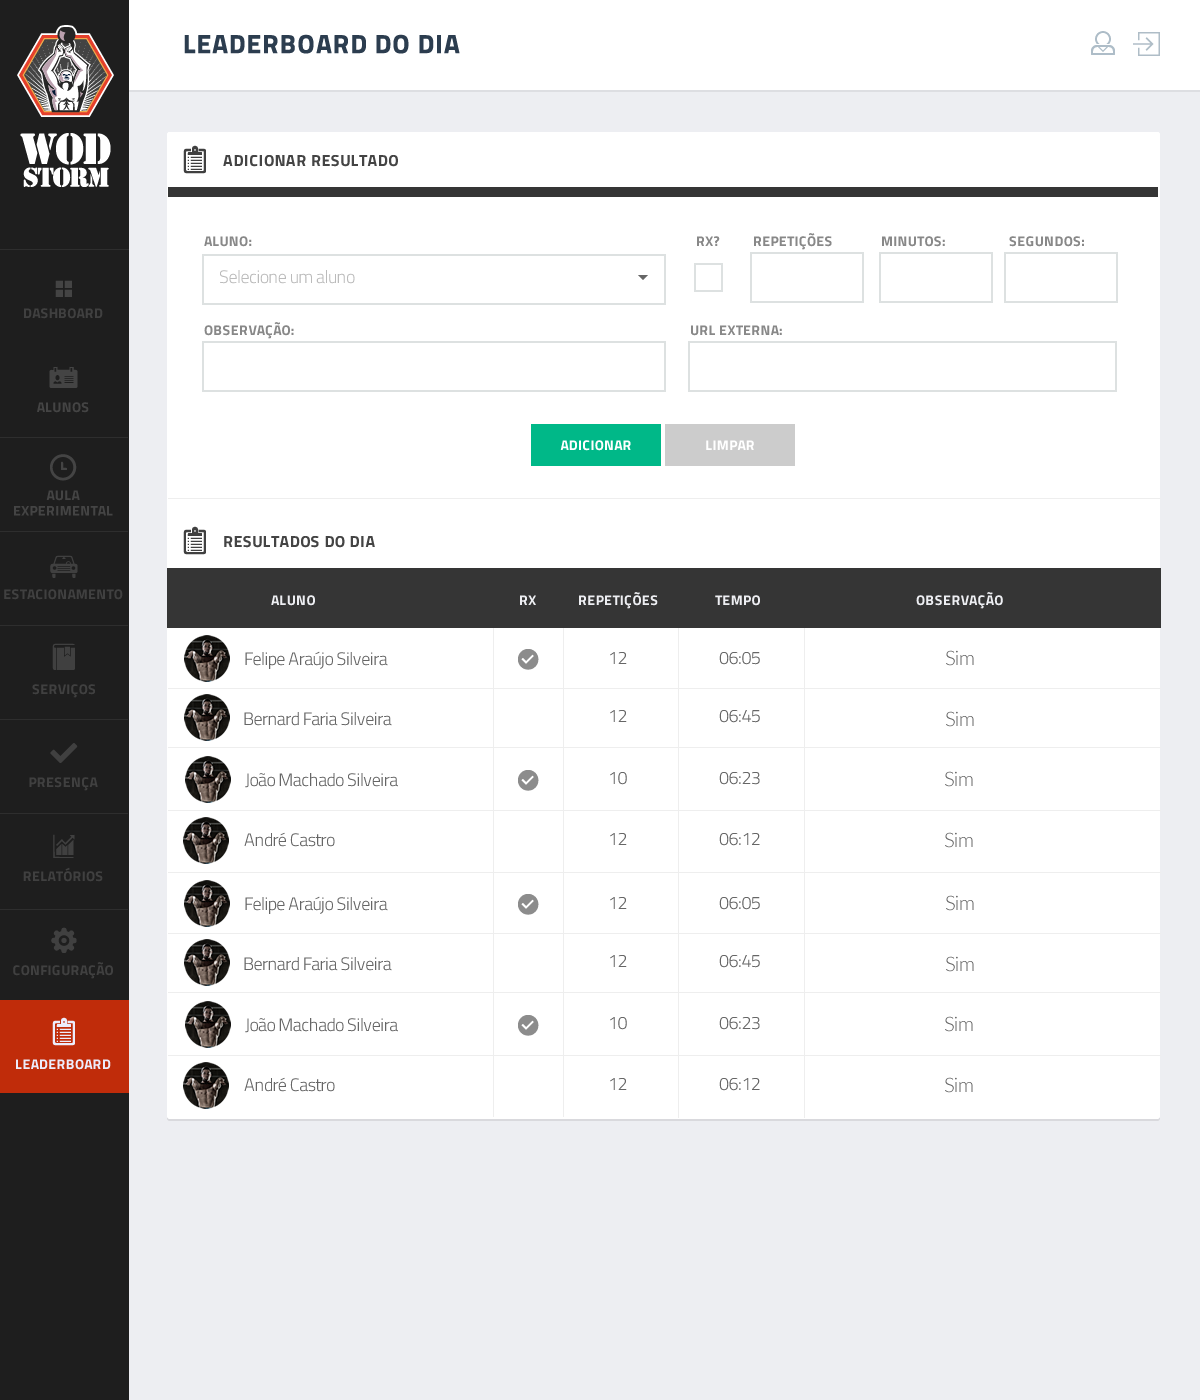 LEADERBOARD DO DIA
WOD
STORM
DASHBOARD
ALUNOS
AULA
EXPERIMENTAL
ESTACIONAMENTO
SERVIÇOS
PRESENÇA
RELATÓRIOS
CONFIGURAÇÃO
LEADERBOARD
ADICIONAR RESULTADO
ALUNO: RX? REPETIÇÕES MINUTOS: SEGUNDOS:
Selecione um aluno
OBSERVAÇÃO: URL EXTERNA:
ADICIONAR LIMPAR
RESULTADOS DO DIA
ALUNO RX REPETIÇÕES TEMPO OBSERVAÇÃO
Felipe Araújo Silveira 12 06:05 Sim
Bernard Faria Silveira 12 06:45 Sim
João Machado Silveira 10 06:23 Sim
André Castro 12 06:12 Sim
Felipe Araújo Silveira 12 06:05 Sim
Bernard Faria Silveira 12 06:45 Sim
João Machado Silveira 10 06:23 Sim
André Castro 12 06:12 Sim